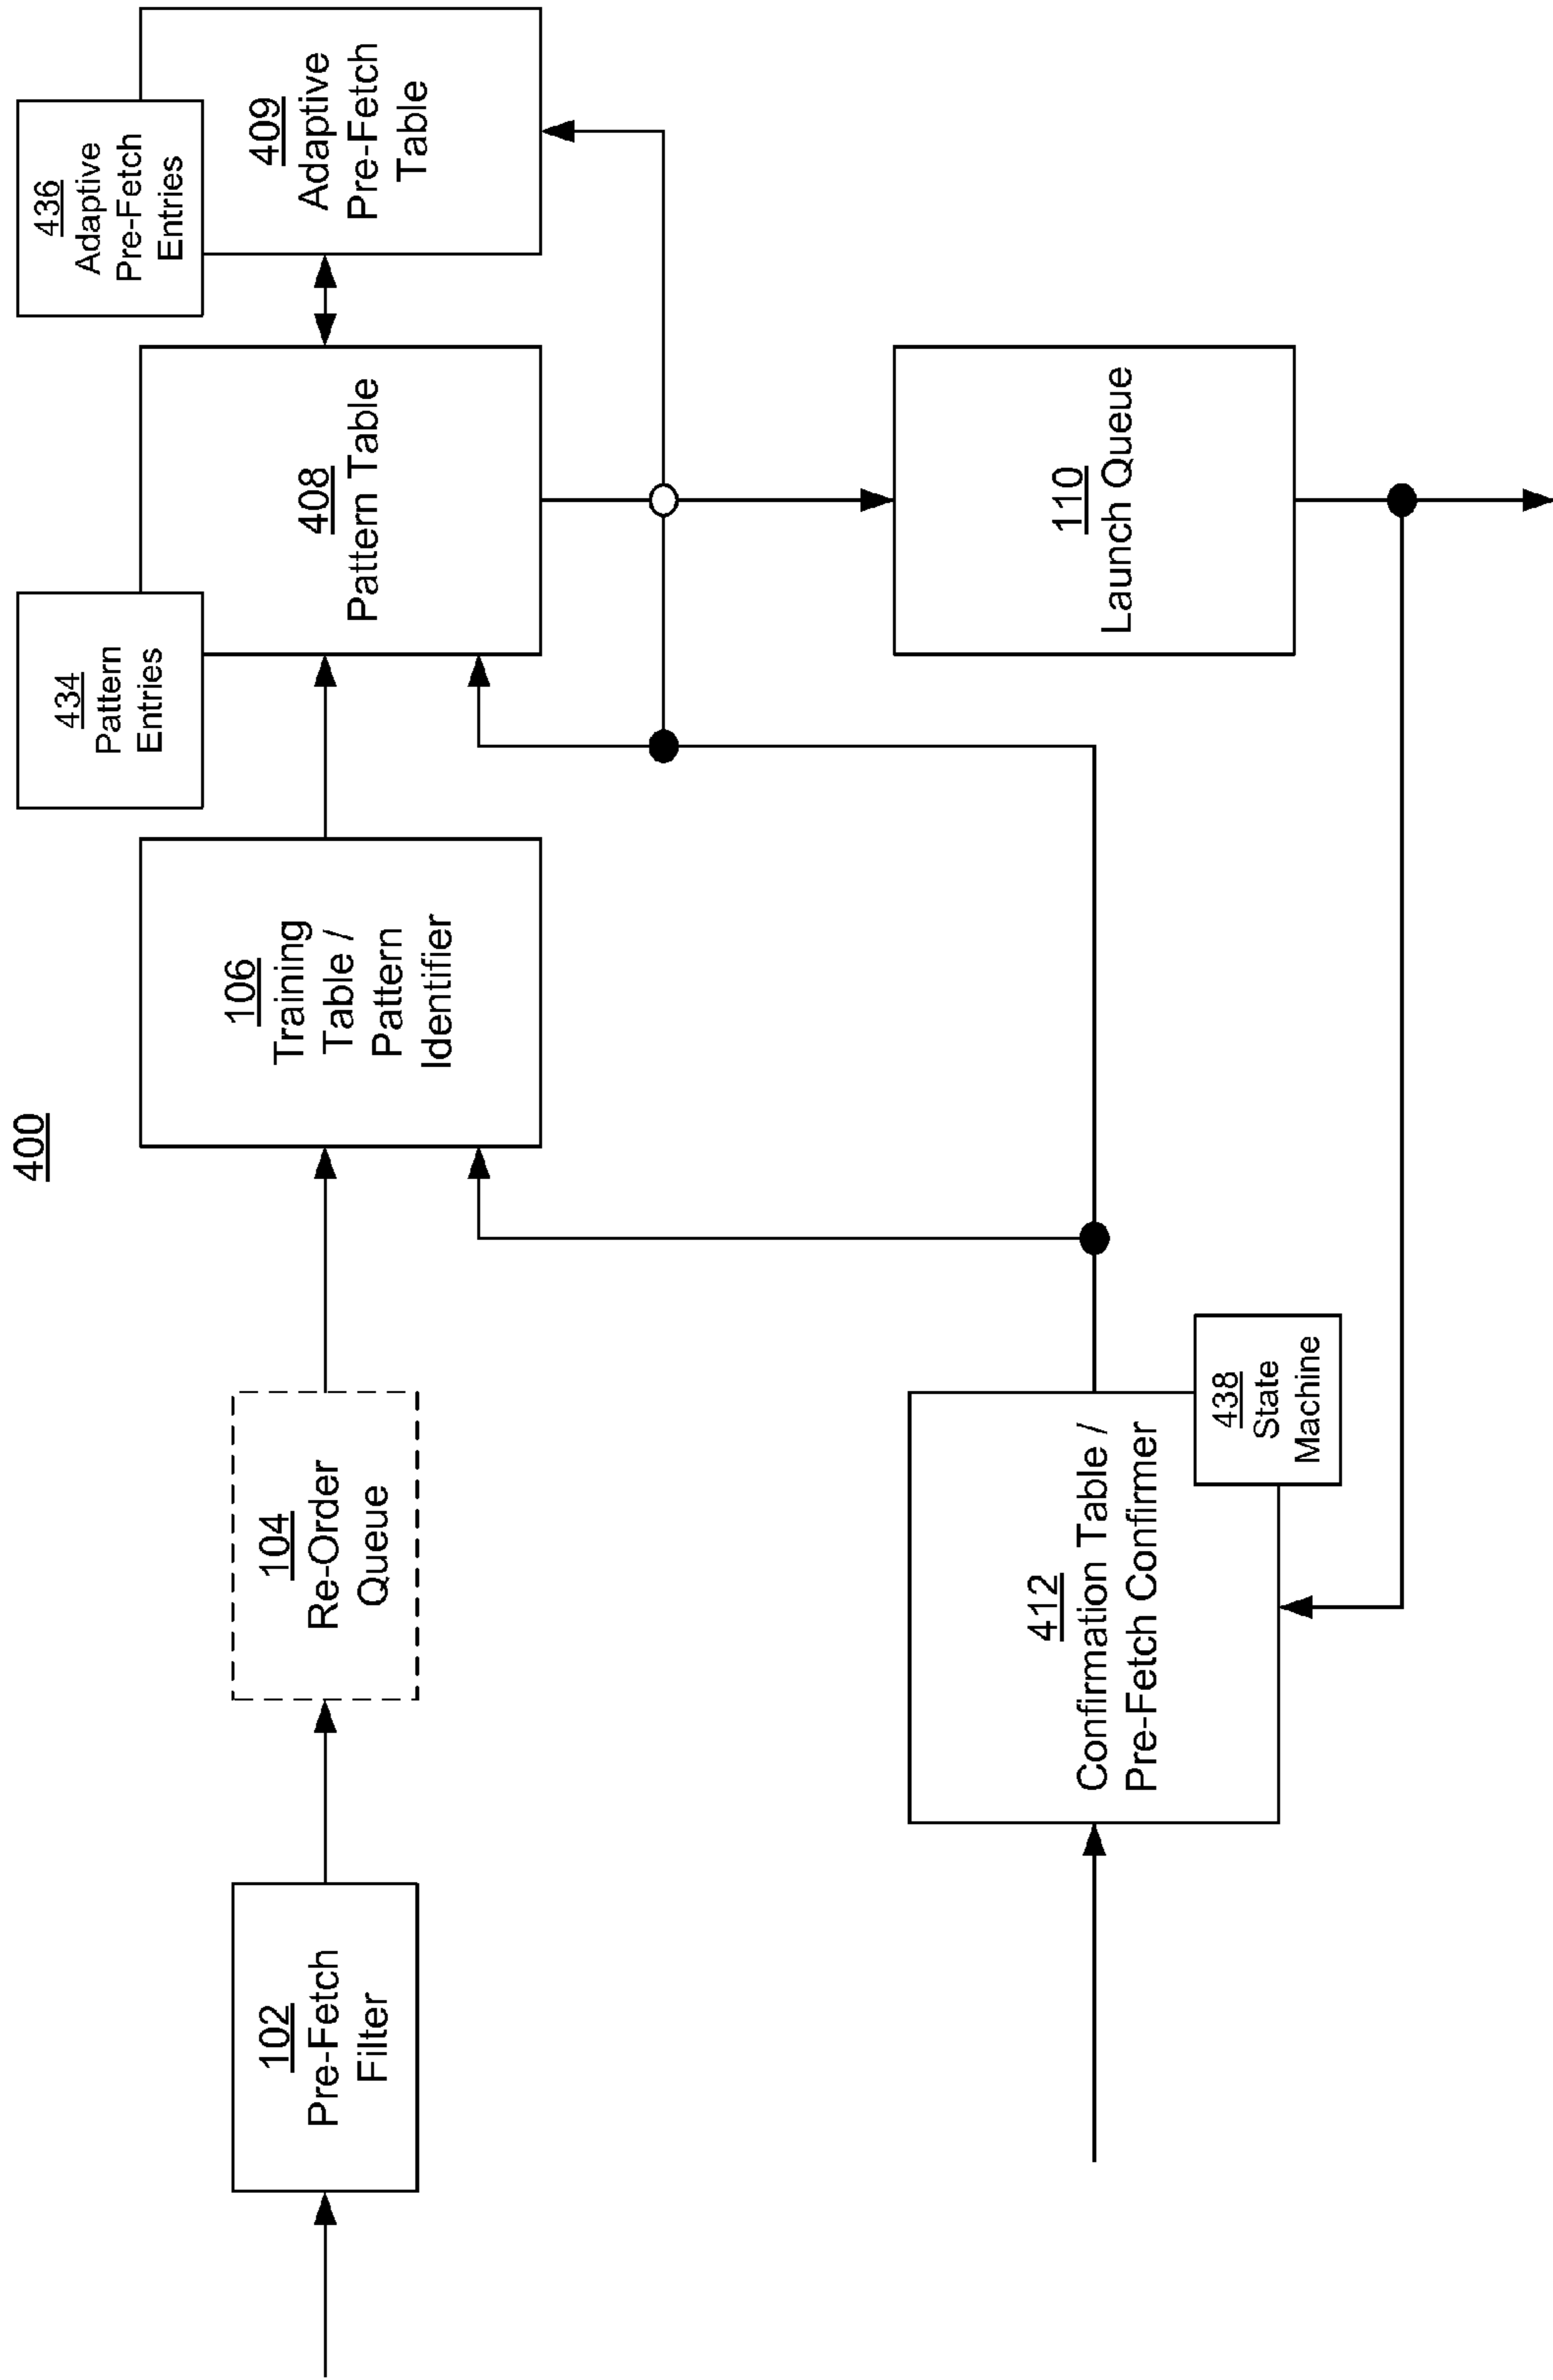 400
102
Pre-Fetch
Filter
104
Re-Order
Queue
106
Training
Table /
Pattern
Identifier
434
Pattern
Entries
408
Pattern Table
436
Adaptive
Pre-Fetch
Entries
409
Adaptive
Pre-Fetch
Table
412
Confirmation Table /
Pre-Fetch Confirmer
438
State
Machine
110
Launch Queue